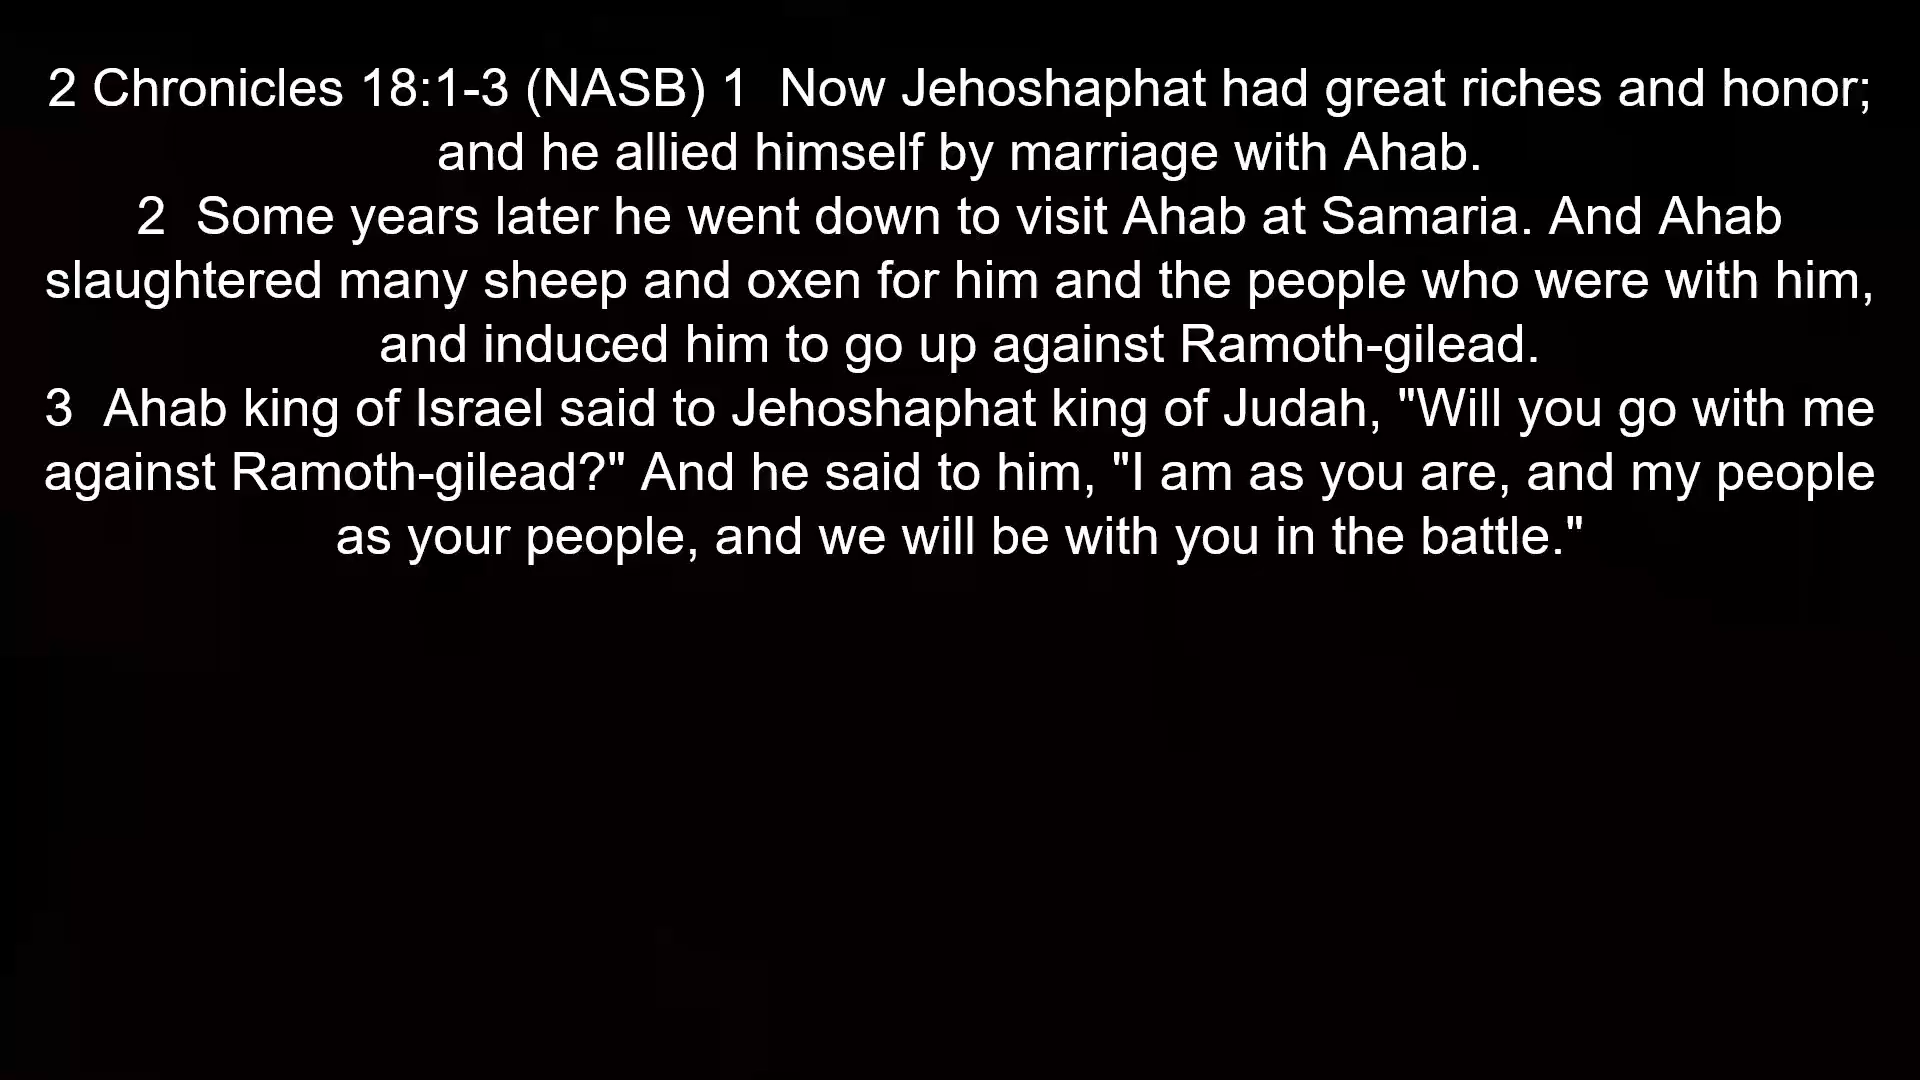 2 Chronicles 18:1-3 (NASB) 1  Now Jehoshaphat had great riches and honor;
and he allied himself by marriage with Ahab.
2  Some years later he went down to visit Ahab at Samaria. And Ahab
slaughtered many sheep and oxen for him and the people who were with him,
and induced him to go up against Ramoth-gilead.
3  Ahab king of Israel said to Jehoshaphat king of Judah, "Will you go with me
against Ramoth-gilead?" And he said to him, "I am as you are, and my people
as your people, and we will be with you in the battle."